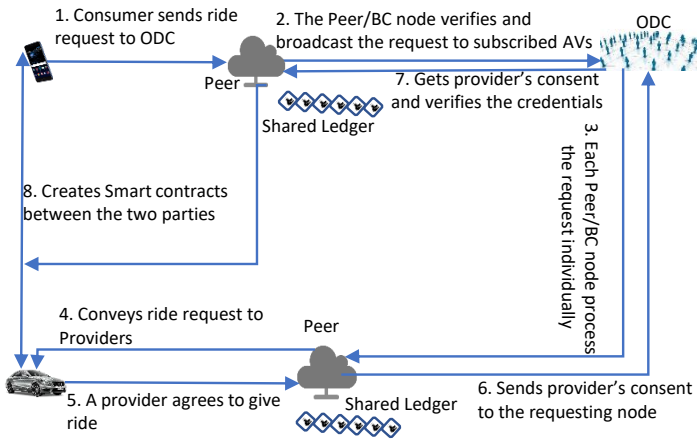 1. Consumer sends ride
request to ODC
2. The Peer/BC node verifies and
broadcast the request to subscribed AVs
ODC
Peer
7. Gets provider's consent
and verifies the credentials
Shared Ledger
3. Each Peer/BC node process
the request individually
8. Creates Smart contracts
between the two parties
4. Conveys ride request to
Providers
Peer
5. A provider agrees to give
ride
Shared Ledger
6. Sends provider's consent
to the requesting node